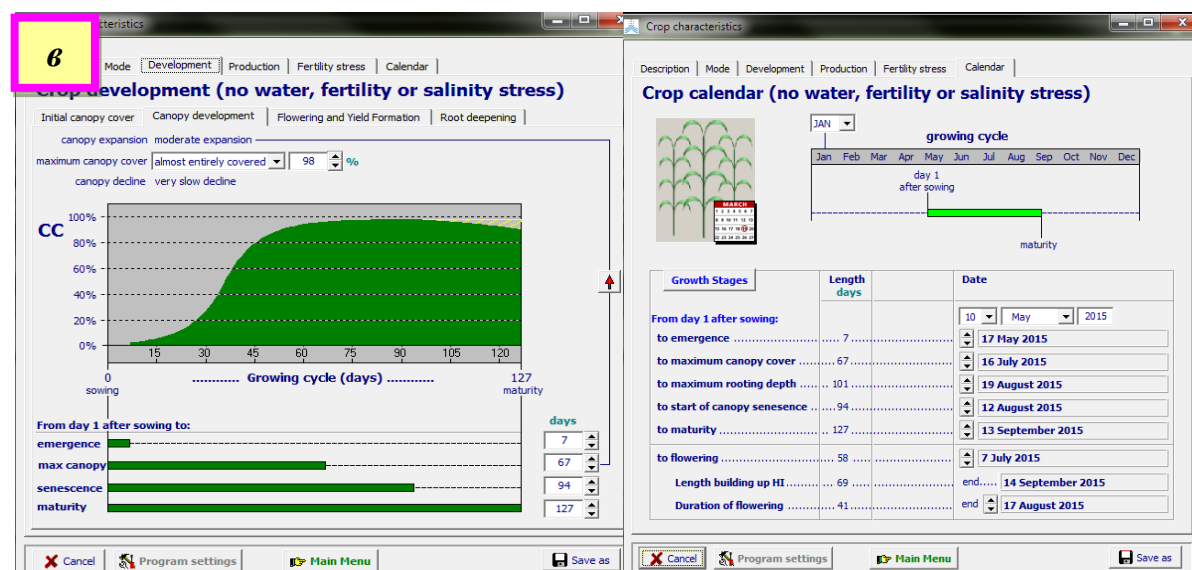 в
cteristics
Mode Development Production Fertility stress Calendar
Crop development (no water, fertility or salinity stress)
Initial canopy cover Canopy development Flowering and Yield Formation Root deepening
canopy expansion moderate expansion
maximum canopy cover almost entirely covered 98 %
canopy decline very slow decline
CC
100%
80%
60%
40%
20%
0%
15 30 45 60 75 90 105 120
0 ............ Growing cycle (days) ............ 127
sowing maturity
From day 1 after sowing to: days
emergence 7
max canopy 67
senescence 94
maturity 127
Cancel Program settings Main Menu Save as
Crop characteristics
Description Mode Development Production Fertility stress Calendar
Crop calendar (no water, fertility or salinity stress)
JAN
growing cycle
Jan Feb Mar Apr May Jun Jul Aug Sep Oct Nov Dec
day 1
after sowing
maturity
MARCH
Growth Stages Length Date
days
From day 1 after sowing: 10 May 2015
to emergence 7 17 May 2015
to maximum canopy cover 67 16 July 2015
to maximum rooting depth 101 19 August 2015
to start of canopy senesence 94 12 August 2015
to maturity 127 13 September 2015
to flowering 58 7 July 2015
Length building up HI 69 end..... 14 September 2015
Duration of flowering 41 end 17 August 2015
Cancel Program settings Main Menu Save as